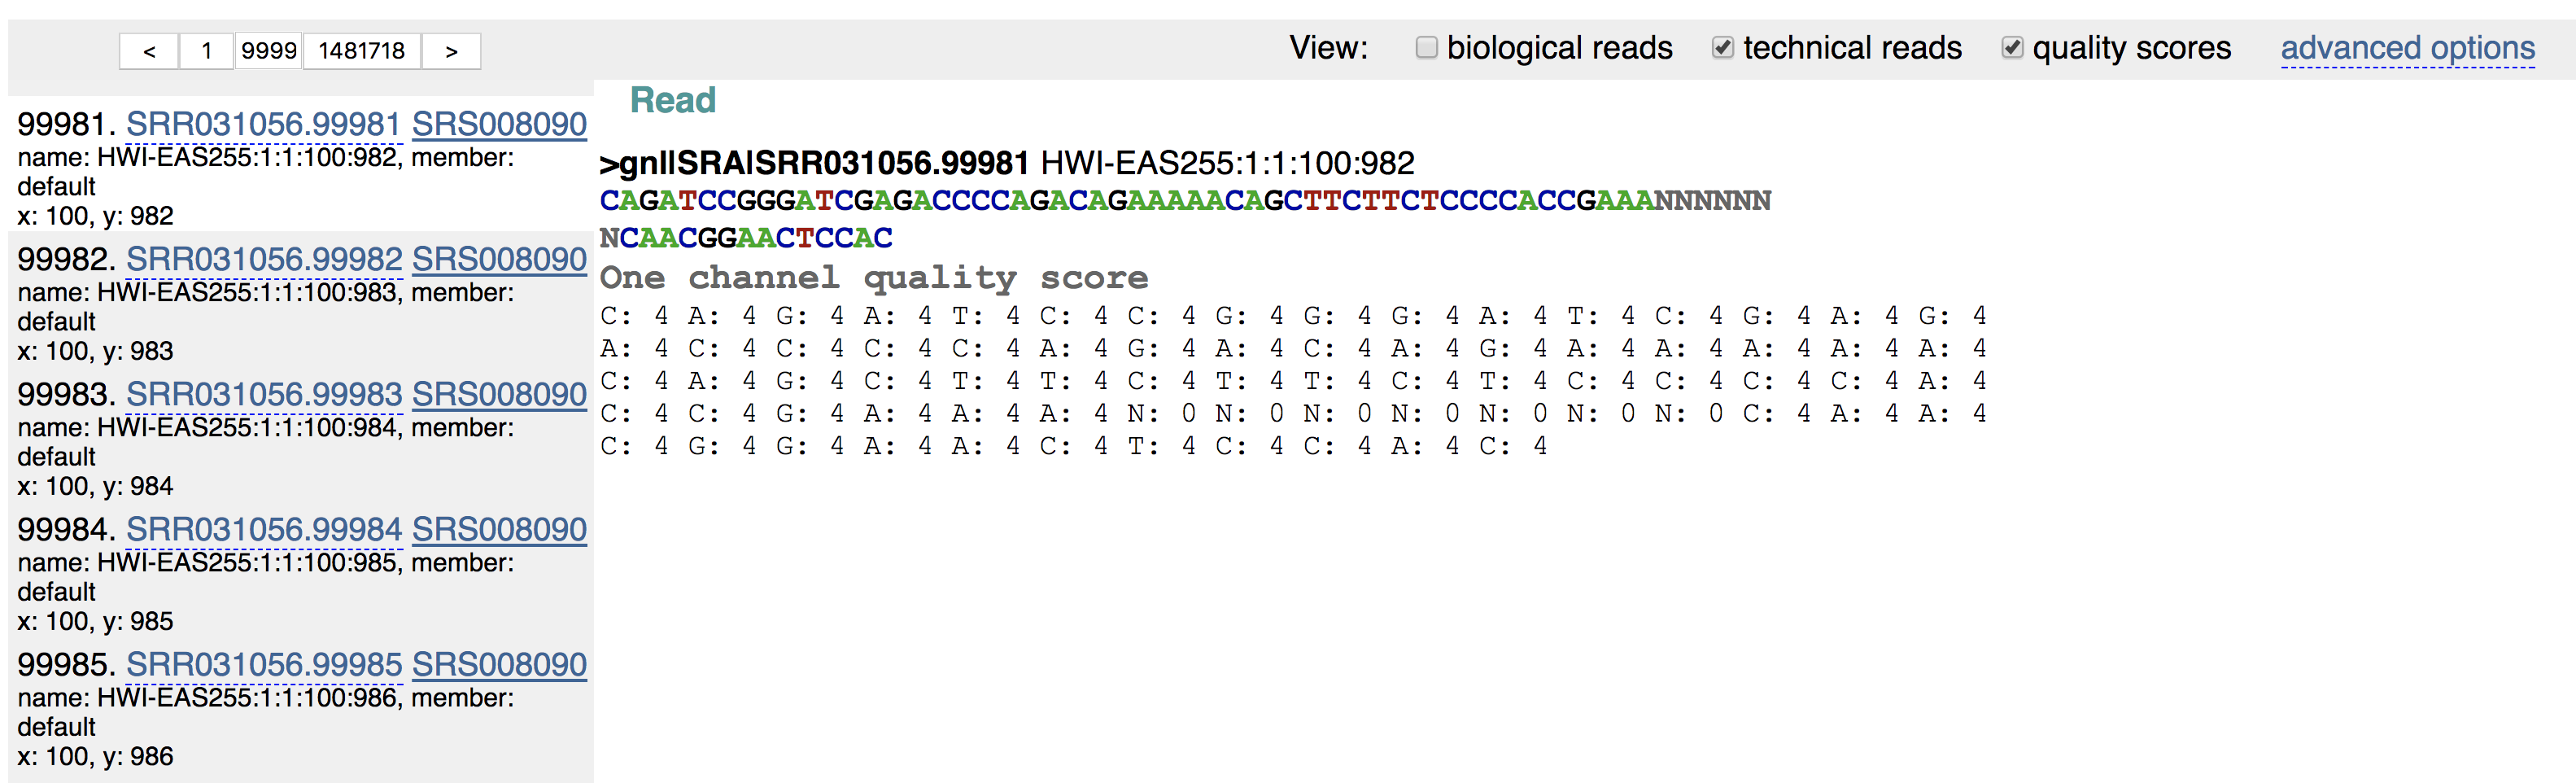 < 1 9999 1481718 >
View: biological reads technical reads quality scores advanced options
99981. SRR031056.99981 SRS008090
name: HWI-EAS255:1:1:100:982, member:
default
x: 100, y: 982
99982. SRR031056.99982 SRS008090
name: HWI-EAS255:1:1:100:983, member:
default
x: 100, y: 983
99983. SRR031056.99983 SRS008090
name: HWI-EAS255:1:1:100:984, member:
default
x: 100, y: 984
99984. SRR031056.99984 SRS008090
name: HWI-EAS255:1:1:100:985, member:
default
x: 100, y: 985
99985. SRR031056.99985 SRS008090
name: HWI-EAS255:1:1:100:986, member:
default
x: 100, y: 986
Read
>gnl|SRA|SRR031056.99981 HWI-EAS255:1:1:100:982
CAGATCCGGGATCGAGACCCCAGACAGAAAAACAGCTTCTTCTCCCCACCGAAANNNNNN
NCAACGGAACTCCAC
One channel quality score
C: 4 A: 4 G: 4 A: 4 T: 4 C: 4 C: 4 G: 4 G: 4 G: 4 A: 4 T: 4 C: 4 G: 4 A: 4 G: 4
A: 4 C: 4 C: 4 C: 4 C: 4 A: 4 G: 4 A: 4 C: 4 A: 4 G: 4 A: 4 A: 4 A: 4 A: 4 A: 4
C: 4 A: 4 G: 4 C: 4 T: 4 T: 4 C: 4 T: 4 T: 4 C: 4 T: 4 C: 4 C: 4 C: 4 C: 4 A: 4
C: 4 C: 4 G: 4 A: 4 A: 4 A: 4 N: 0 N: 0 N: 0 N: 0 N: 0 N: 0 N: 0 C: 4 A: 4 A: 4
C: 4 G: 4 G: 4 A: 4 A: 4 C: 4 T: 4 C: 4 C: 4 A: 4 C: 4